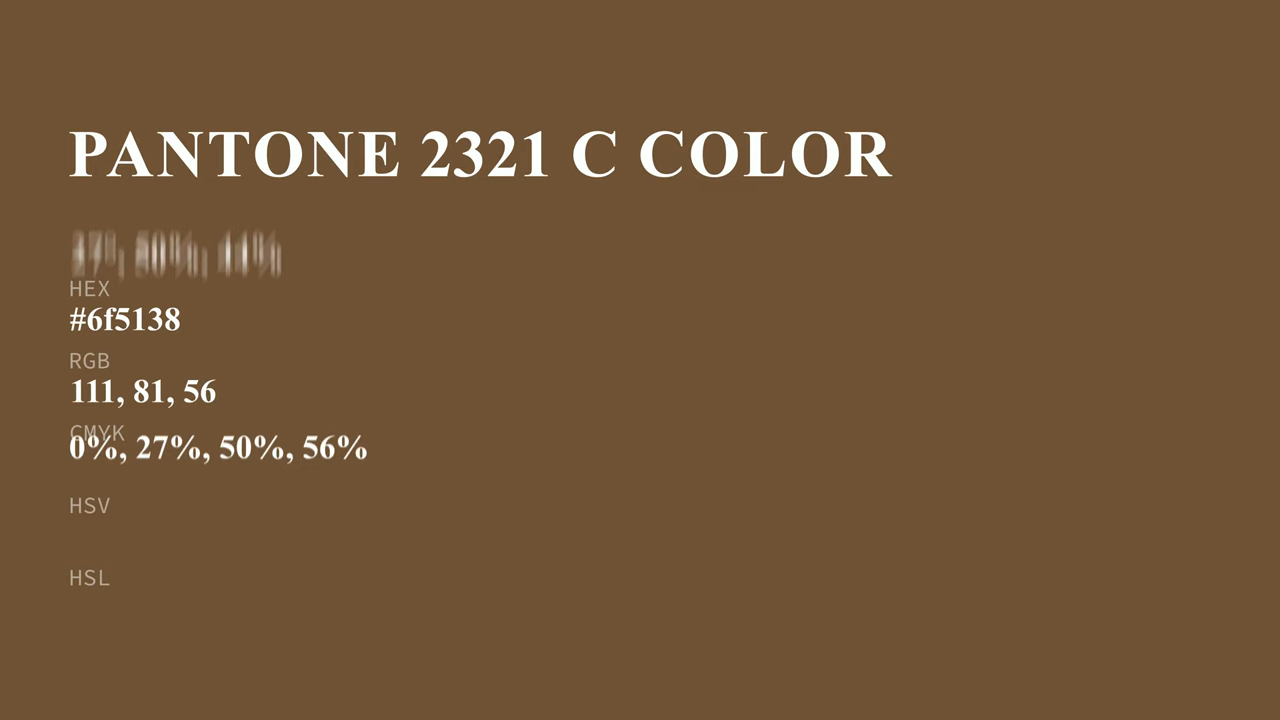 PANTONE 2321 C COLOR
HEX
#6f5138
RGB
111, 81, 56
CMYK
0%, 27%, 50%, 56%
HSV
HSL